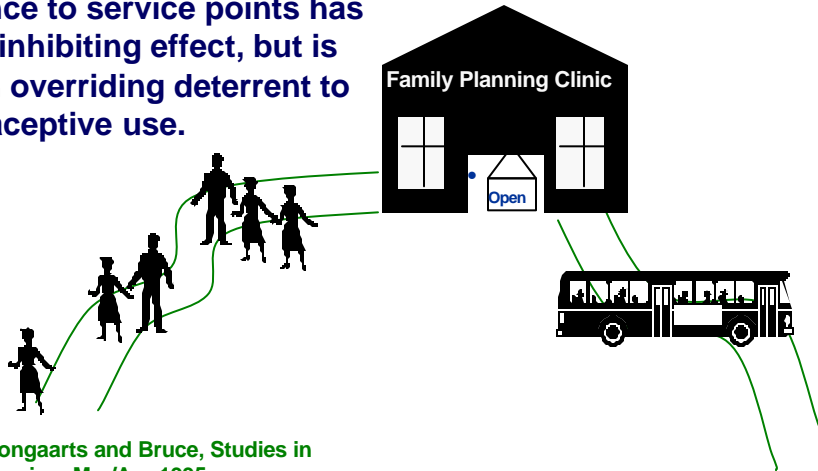 nce to service points has
inhibiting effect, but is
overriding deterrent to
aceptive use.
Family Planning Clinic
Open
ongaarts and Bruce, Studies in